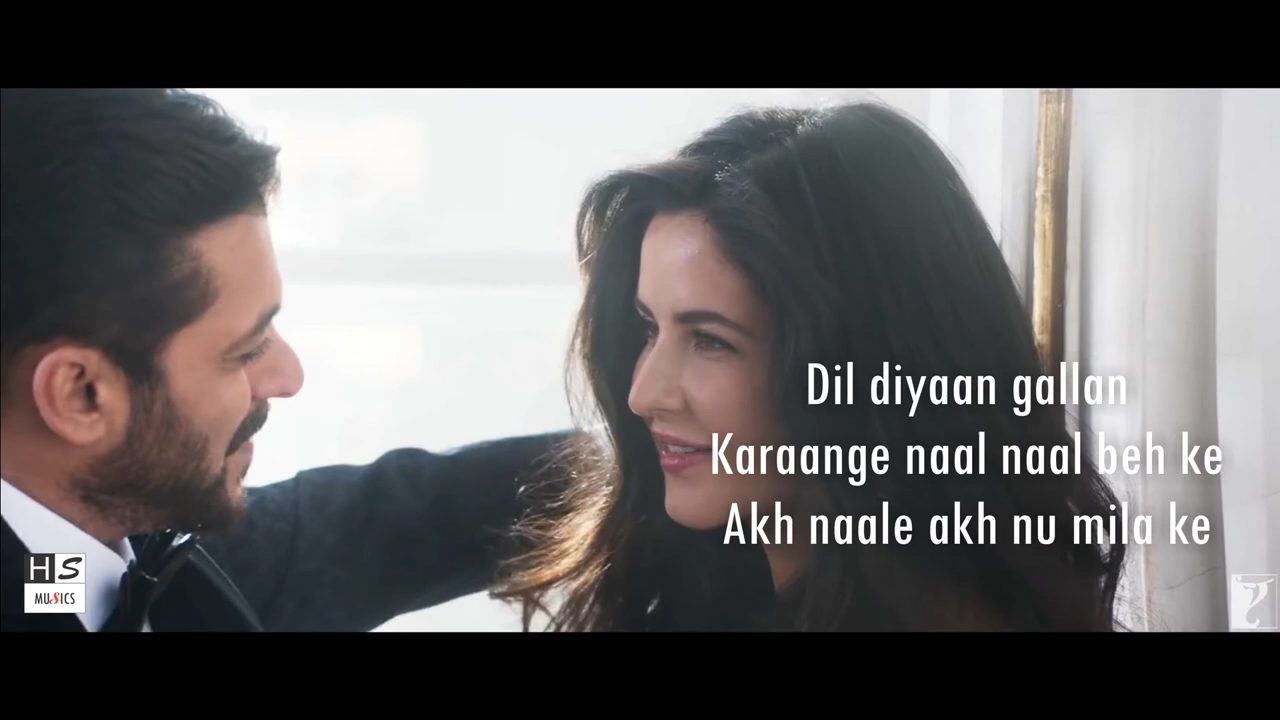 Dil diyaan gallan
Karaange naal naal beh ke
Akh naale akh nu mila ke
HS
MUSICS